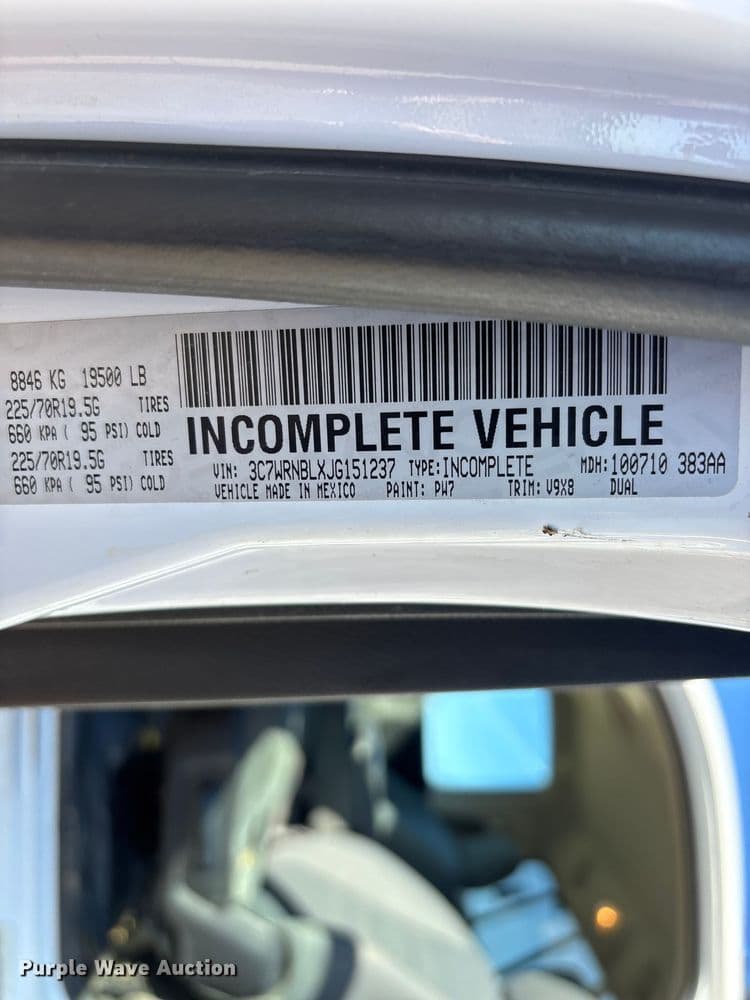 8846 KG 19500 LB
225/70R19.5G TIRES
660 KPA ( 95 PSI) COLD
225/70R19.5G TIRES
660 KPA ( 95 PSI) COLD
INCOMPLETE VEHICLE
VIN: 3C7WRNBLXJG151237 TYPE:INCOMPLETE MDH:100710 383AA
VEHICLE MADE IN MEXICO PAINT: PW7 TRIM: V9X8 DUAL
Purple Wave Auction